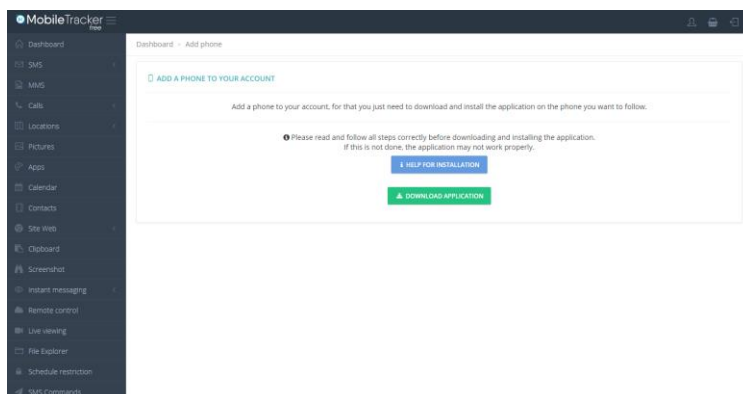 MobileTracker
free
Dashboard
SMS
MMS
Calls
Locations
Pictures
Apps
Calendar
Contacts
Site Web
Clipboard
Screenshot
Instant messaging
Remote control
Live viewing
File Explorer
Schedule restriction
SMS Commands
Dashboard > Add phone
ADD A PHONE TO YOUR ACCOUNT
Add a phone to your account, for that you just need to download and install the application on the phone you want to follow.
Please read and follow all steps correctly before downloading and installing the application.
If this is not done, the application may not work properly.
HELP FOR INSTALLATION
DOWNLOAD APPLICATION